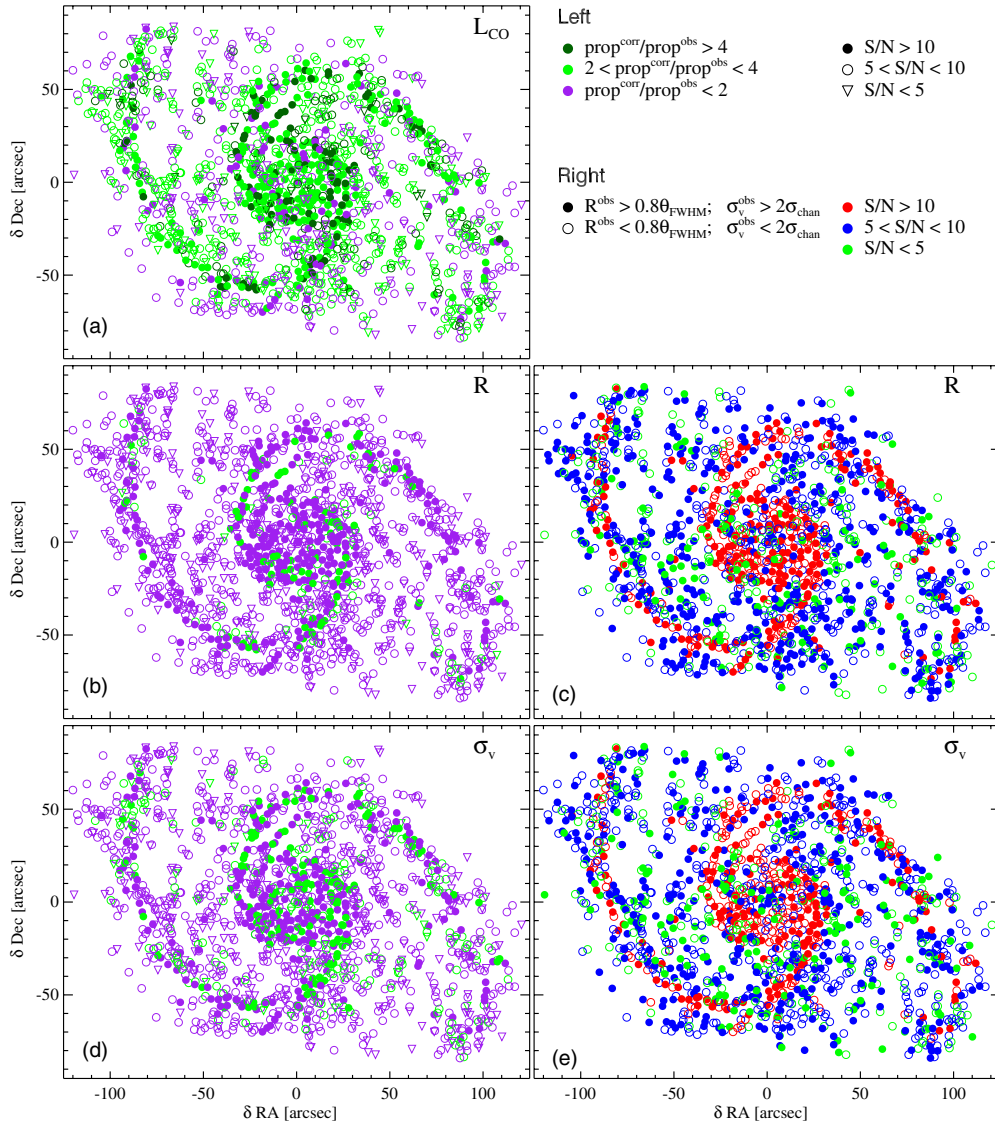 L_CO
50
0
-50
δ Dec [arcsec]
(a)
Left
prop^corr/prop^obs > 4
2 < prop^corr/prop^obs < 4
prop^corr/prop^obs < 2
S/N > 10
5 < S/N < 10
S/N < 5
Right
R^obs > 0.8θ_FWHM; σ_v^obs > 2σ_chan
R^obs < 0.8θ_FWHM; σ_v^obs < 2σ_chan
S/N > 10
5 < S/N < 10
S/N < 5
R
50
0
-50
δ Dec [arcsec]
(b)
R
(c)
σ_v
50
0
-50
δ Dec [arcsec]
(d)
-100 -50 0 50 100
δ RA [arcsec]
σ_v
(e)
-100 -50 0 50 100
δ RA [arcsec]